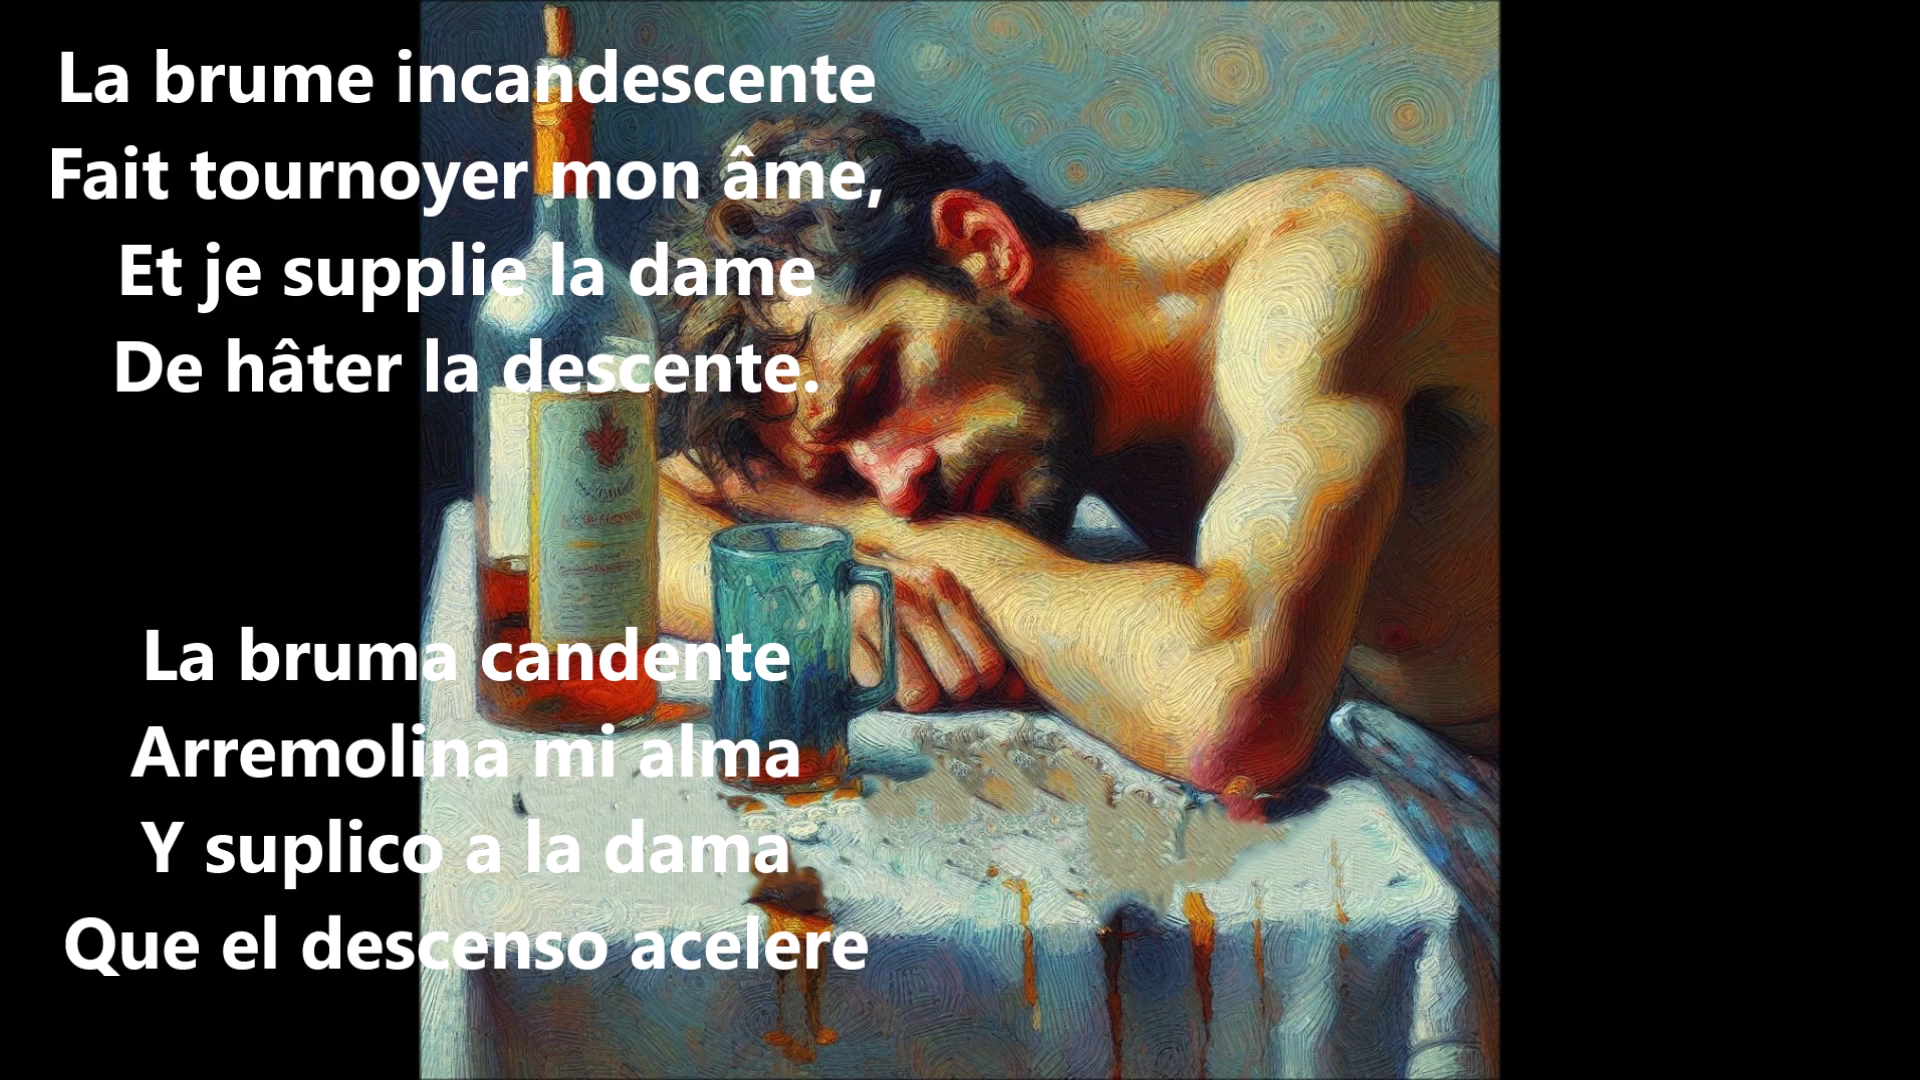 La brume incandescente
Fait tournoyer mon âme,
Et je supplie la dame
De hâter la descente.
La bruma candente
Arremolina mi alma
Y suplico a la dama
Que el descenso acelere